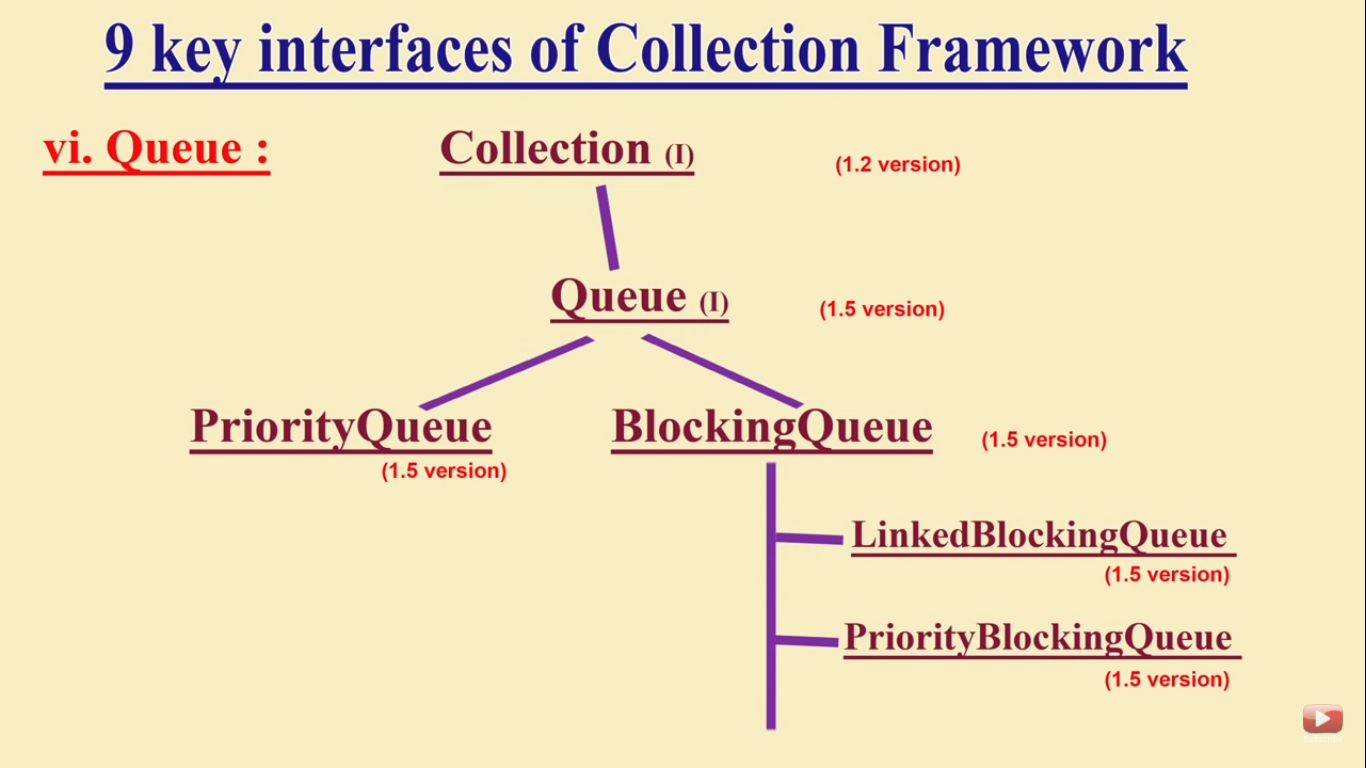 9 key interfaces of Collection Framework
vi. Queue :
Collection (I)
(1.2 version)
Queue (I)
(1.5 version)
PriorityQueue
(1.5 version)
BlockingQueue
(1.5 version)
LinkedBlockingQueue
(1.5 version)
PriorityBlockingQueue
(1.5 version)